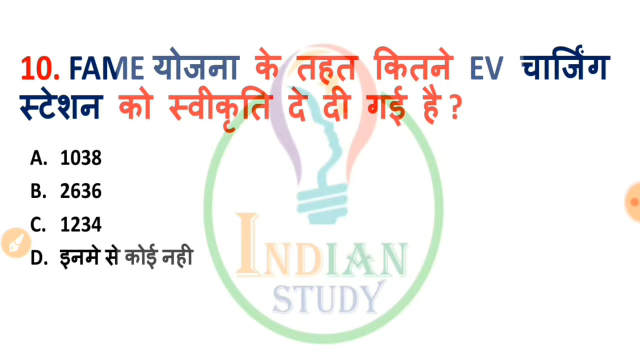 10. FAME योजना के तहत कितने EV चार्जिंग
स्टेशन को स्वीकृति दे दी गई है ?
A. 1038
B. 2636
C. 1234
D. इनमे से कोई नही
INDIAN
STUDY